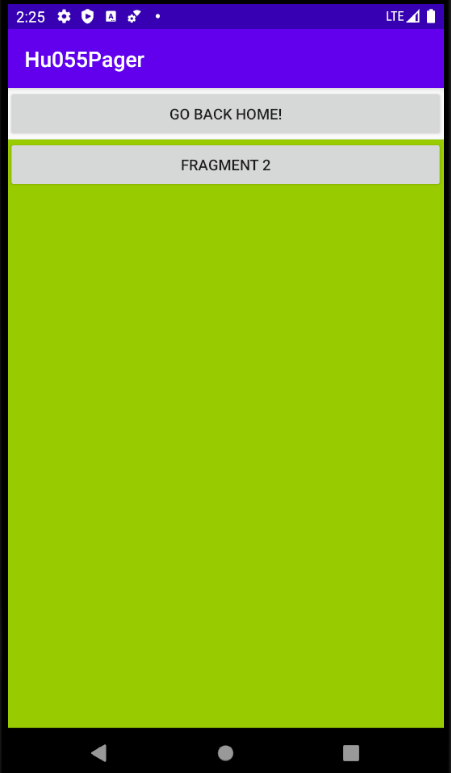 2:25 LTE
Hu055Pager
GO BACK HOME!
FRAGMENT 2